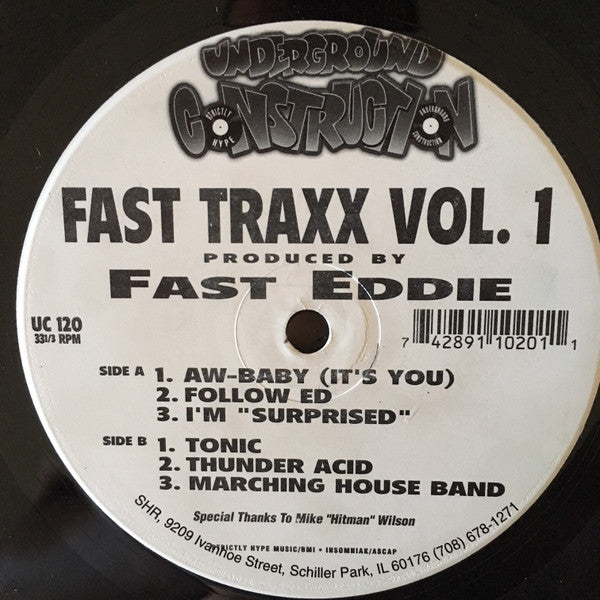 UNDERGROUND
CONSTRUCTION
STRICTLY HYPE
UNDERGROUND CONSTRUCTION
FAST TRAXX VOL. 1
PRODUCED BY
FAST EDDIE
UC 120
33 1/3 RPM
7 42891 10201 1
SIDE A 1. AW-BABY (IT'S YOU)
2. FOLLOW ED
3. I'M "SURPRISED"
SIDE B 1. TONIC
2. THUNDER ACID
3. MARCHING HOUSE BAND
Special Thanks To Mike "Hitman" Wilson
STRICTLY HYPE MUSIC/BMI • INSOMNIAK/ASCAP
SHR, 9209 Ivanhoe Street, Schiller Park, IL 60176 (708) 678-1271